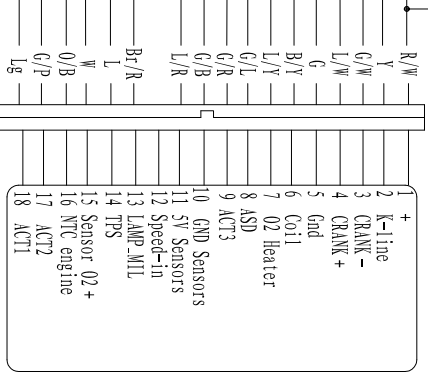 R/W
Y
G/W
L/W
G
B/Y
L/Y
G/L
G/R
G/B
L/R
Br/R
L
W
O/B
G/P
Lg
1 +
2 K-line
3 CRANK-
4 CRANK+
5 Gnd
6 Coil
7 O2 Heater
8 ASD
9 ACT3
10 GND Sensors
11 5V Sensors
12 Speed-in
13 LAMP_MIL
14 TPS
15 Sensor O2 +
16 NTC engine
17 ACT2
18 ACT1